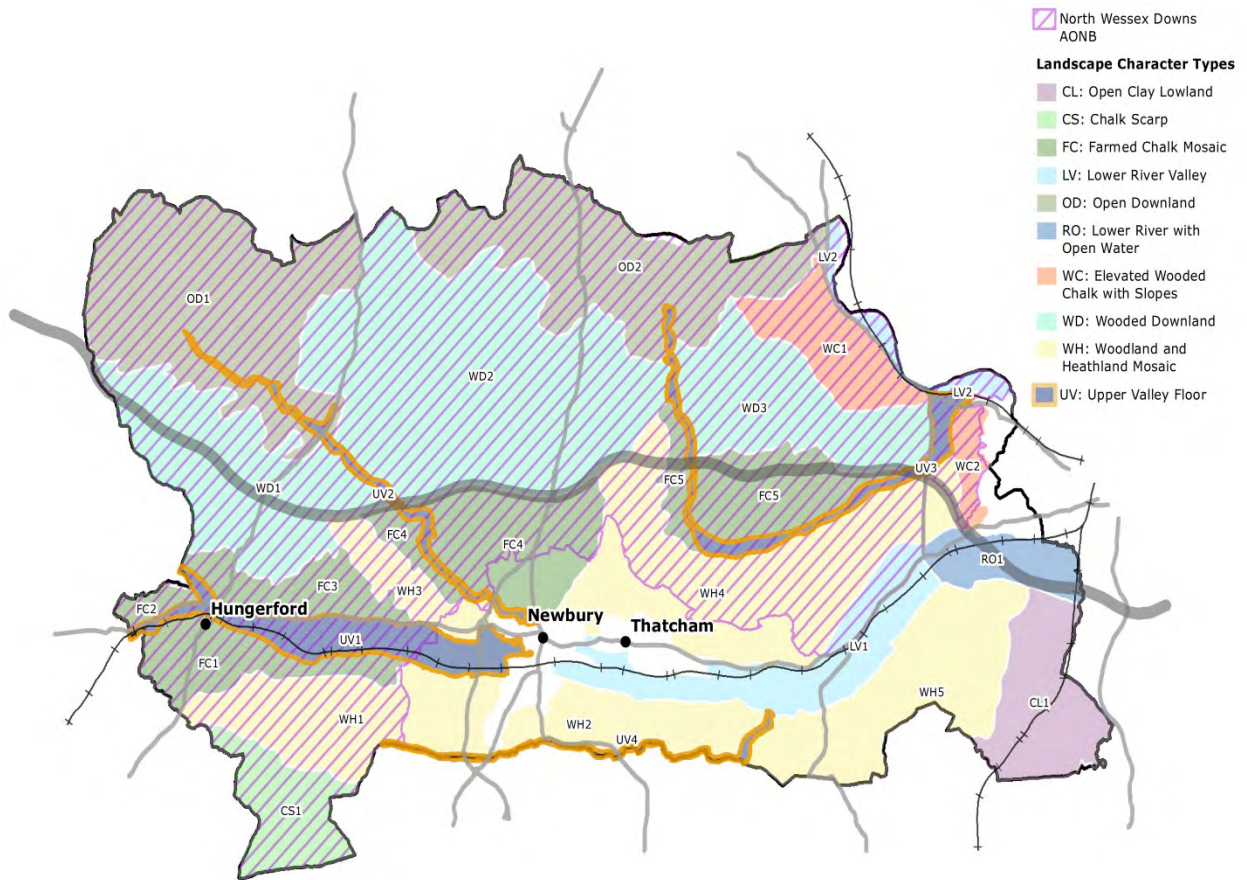 North Wessex Downs
AONB
Landscape Character Types
CL: Open Clay Lowland
CS: Chalk Scarp
FC: Farmed Chalk Mosaic
LV: Lower River Valley
OD: Open Downland
RO: Lower River with
Open Water
WC: Elevated Wooded
Chalk with Slopes
WD: Wooded Downland
WH: Woodland and
Heathland Mosaic
UV: Upper Valley Floor
LV2
OD2
OD1
WC1
WD2
LV2
WD3
UV3
WC2
FC5
FC5
WD1
UV2
FC4
FC4
RO1
FC3
WH3
WH4
FC2
Hungerford
Newbury
Thatcham
UV1
LV1
FC1
WH1
WH5
CL1
WH2
UV4
CS1